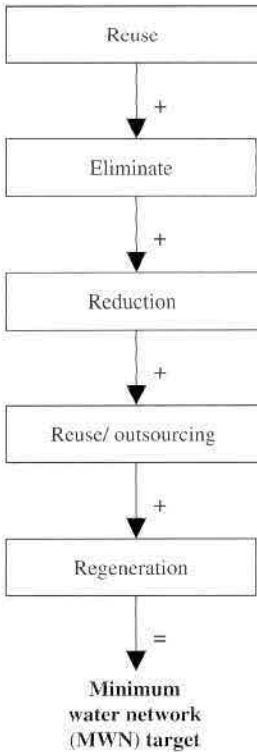 Reuse
+
Eliminate
+
Reduction
+
Reuse/ outsourcing
+
Regeneration
=
Minimum
water network
(MWN) target